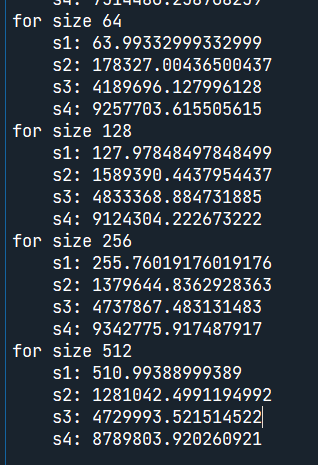 for size 64
s1: 63.99332999332999
s2: 178327.00436500437
s3: 4189696.127996128
s4: 9257703.615505615
for size 128
s1: 127.97848497848499
s2: 1589390.4437954437
s3: 4833368.884731885
s4: 9124304.222673222
for size 256
s1: 255.76019176019176
s2: 1379644.8362928363
s3: 4737867.483131483
s4: 9342775.917487917
for size 512
s1: 510.99388999389
s2: 1281042.4991194992
s3: 4729993.521514522
s4: 8789803.920260921